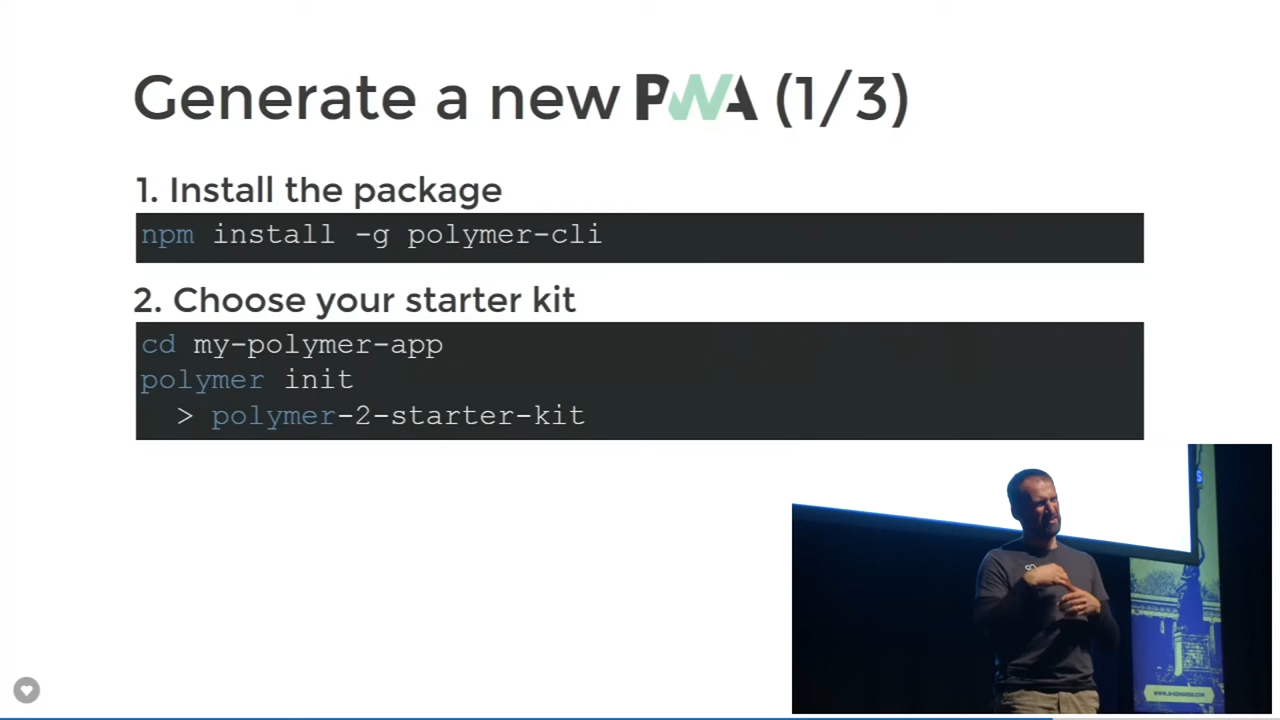 Generate a new PWA (1/3)
1. Install the package
npm install -g polymer-cli
2. Choose your starter kit
cd my-polymer-app
polymer init
> polymer-2-starter-kit